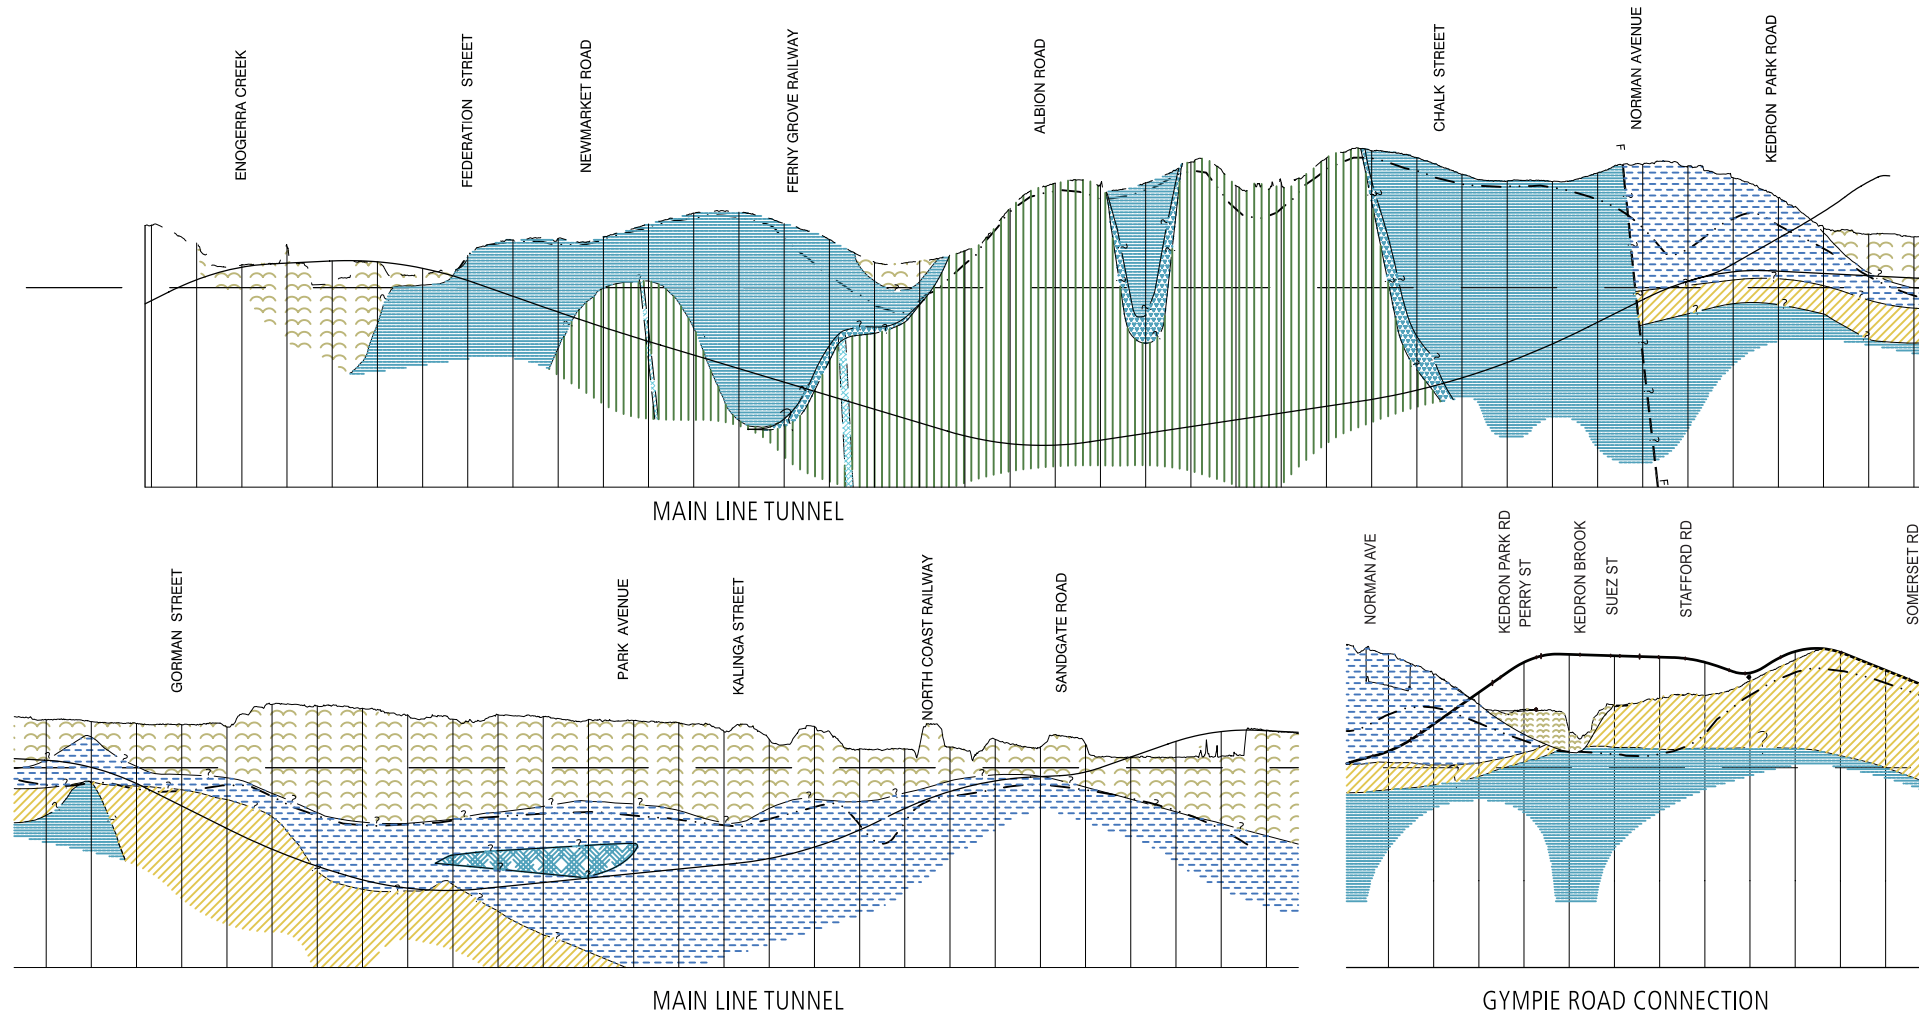 ENOGERRA CREEK
FEDERATION STREET
NEWMARKET ROAD
FERNY GROVE RAILWAY
ALBION ROAD
CHALK STREET
NORMAN AVENUE
KEDRON PARK ROAD
F
F
MAIN LINE TUNNEL
GORMAN STREET
PARK AVENUE
KALINGA STREET
NORTH COAST RAILWAY
SANDGATE ROAD
MAIN LINE TUNNEL
NORMAN AVE
KEDRON PARK RD
PERRY ST
KEDRON BROOK
SUEZ ST
STAFFORD RD
SOMERSET RD
GYMPIE ROAD CONNECTION